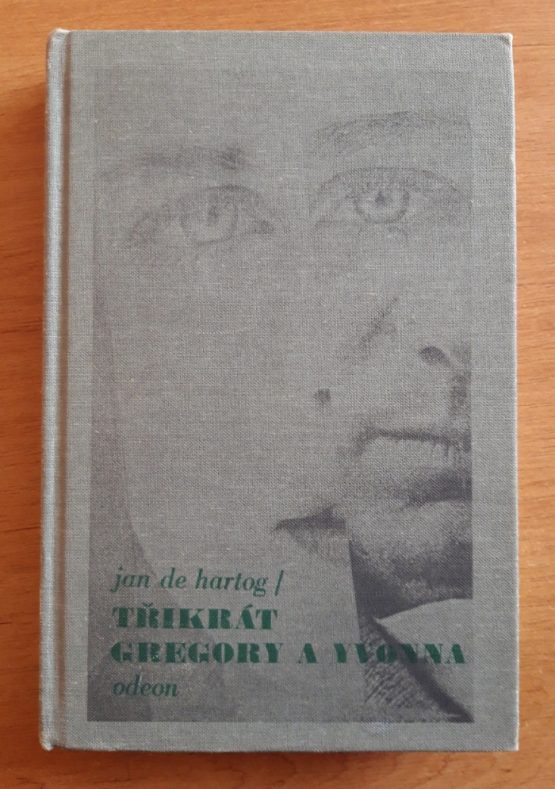 jan de hartog /
TŘIKRÁT
GREGORY A YVONNA
odeon